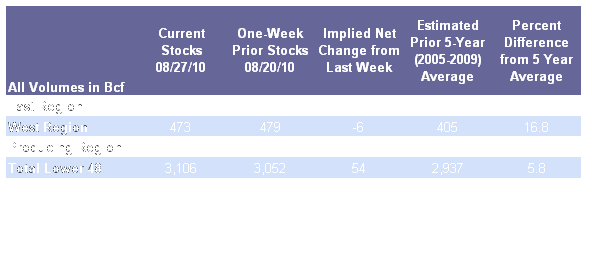 All Volumes in Bcf
Current Stocks 08/27/10
One-Week Prior Stocks 08/20/10
Implied Net Change from Last Week
Estimated Prior 5-Year (2005-2009) Average
Percent Difference from 5 Year Average
East Region
West Region 473 479 -6 405 16.8
Producing Region
Total Lower 48 3,106 3,052 54 2,937 5.8